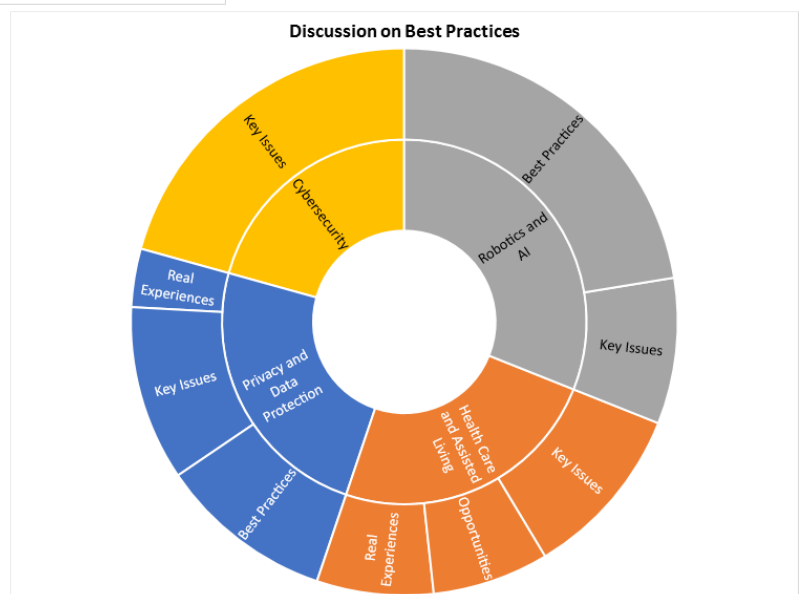 Discussion on Best Practices
Key Issues
Cybersecurity
Best Practices
Robotics and
AI
Key Issues
Real
Experiences
Key Issues
Privacy and
Data
Protection
Best Practices
Health Care
and Assisted
Living
Key Issues
Opportunities
Real
Experiences